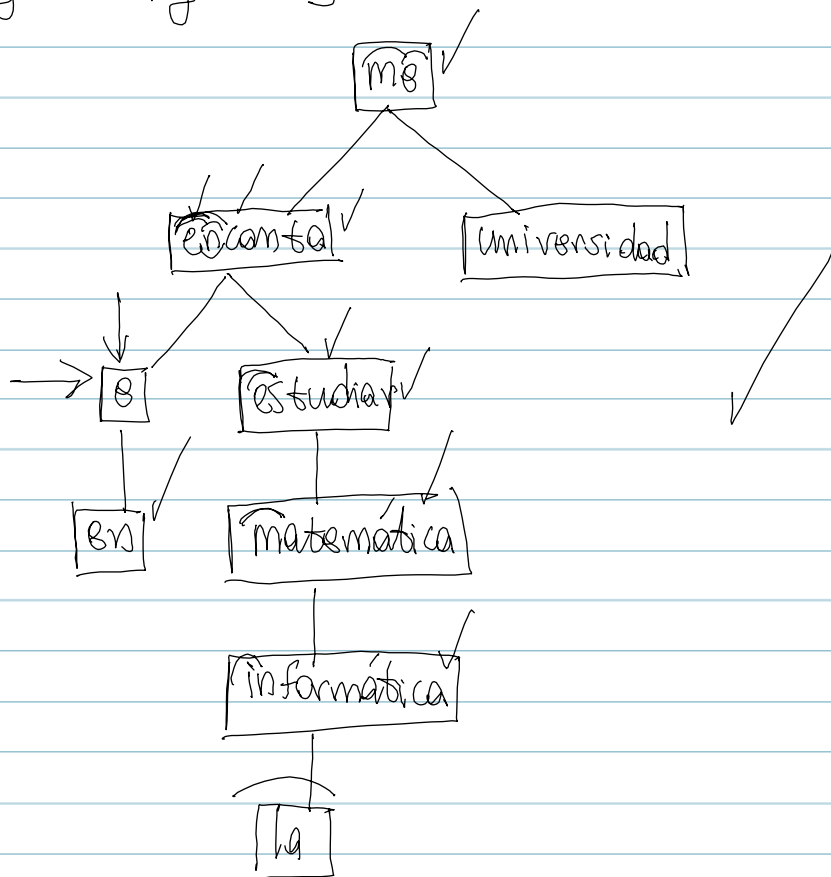 me
encanta universidad
e estudiar
en matemática
informática
la